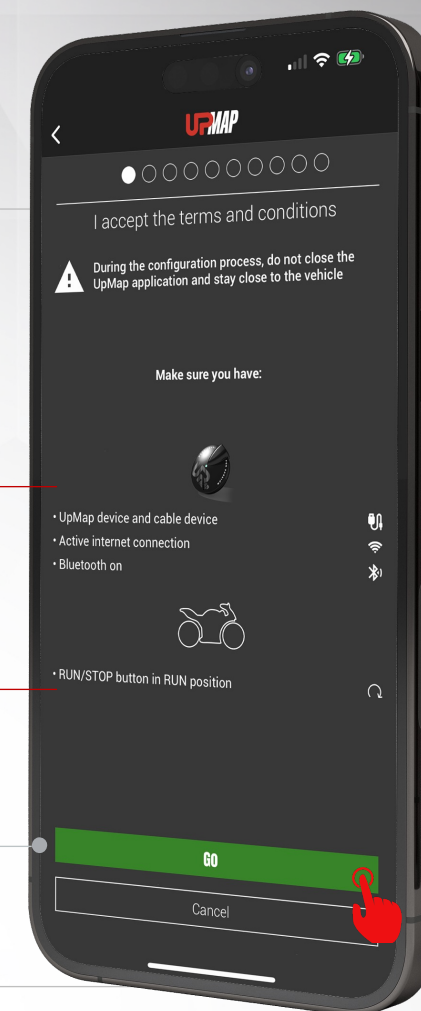 UPMAP
I accept the terms and conditions
During the configuration process, do not close the
UpMap application and stay close to the vehicle
Make sure you have:
• UpMap device and cable device
• Active internet connection
• Bluetooth on
• RUN/STOP button in RUN position
GO
Cancel